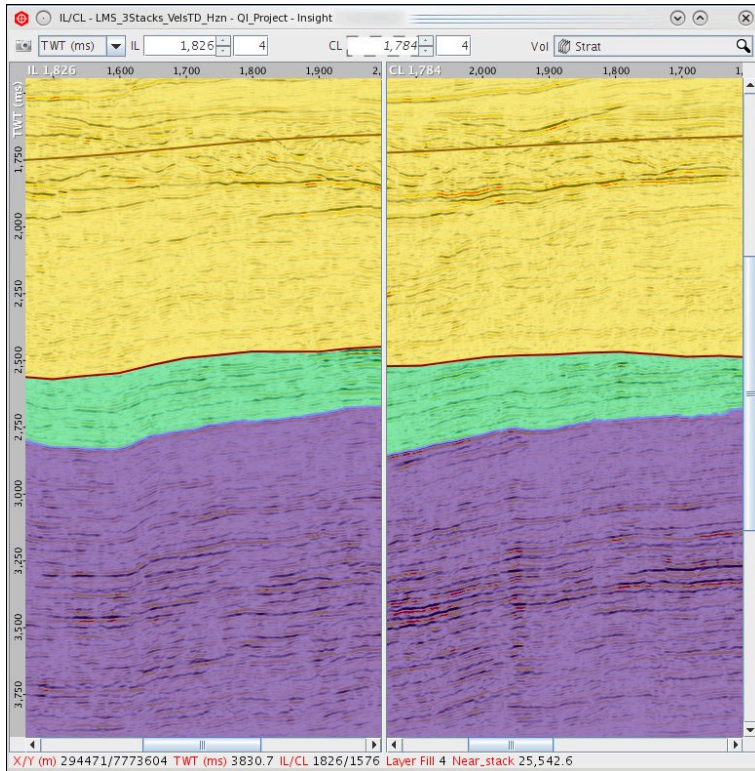 IL/CL - LMS_3Stacks_VelsTD_Hzn - QI_Project - Insight
TWT (ms) IL 1,826 4 CL 1,784 4 Vol Strat
IL 1,826 1,600 1,700 1,800 1,900 2, CL 1,784 2,000 1,900 1,800 1,700 1,
TWT (ms)
1,750
2,000
2,250
2,500
2,750
3,000
3,250
3,500
3,750
X/Y (m) 294471/7773604 TWT (ms) 3830.7 IL/CL 1826/1576 Layer Fill 4 Near_stack 25,542.6